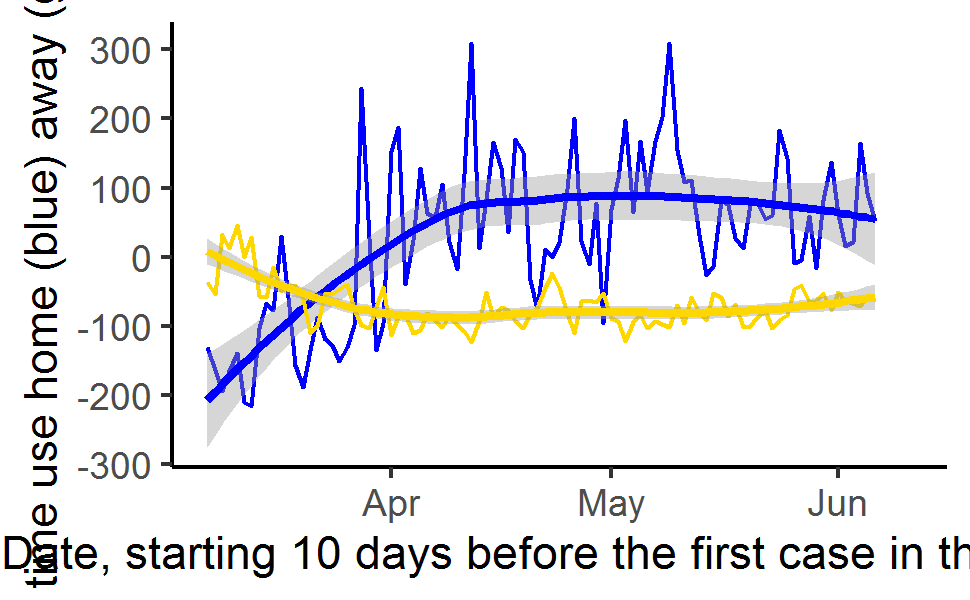 time use home (blue) away (
300
200
100
0
-100
-200
-300
Apr May Jun
Date, starting 10 days before the first case in th